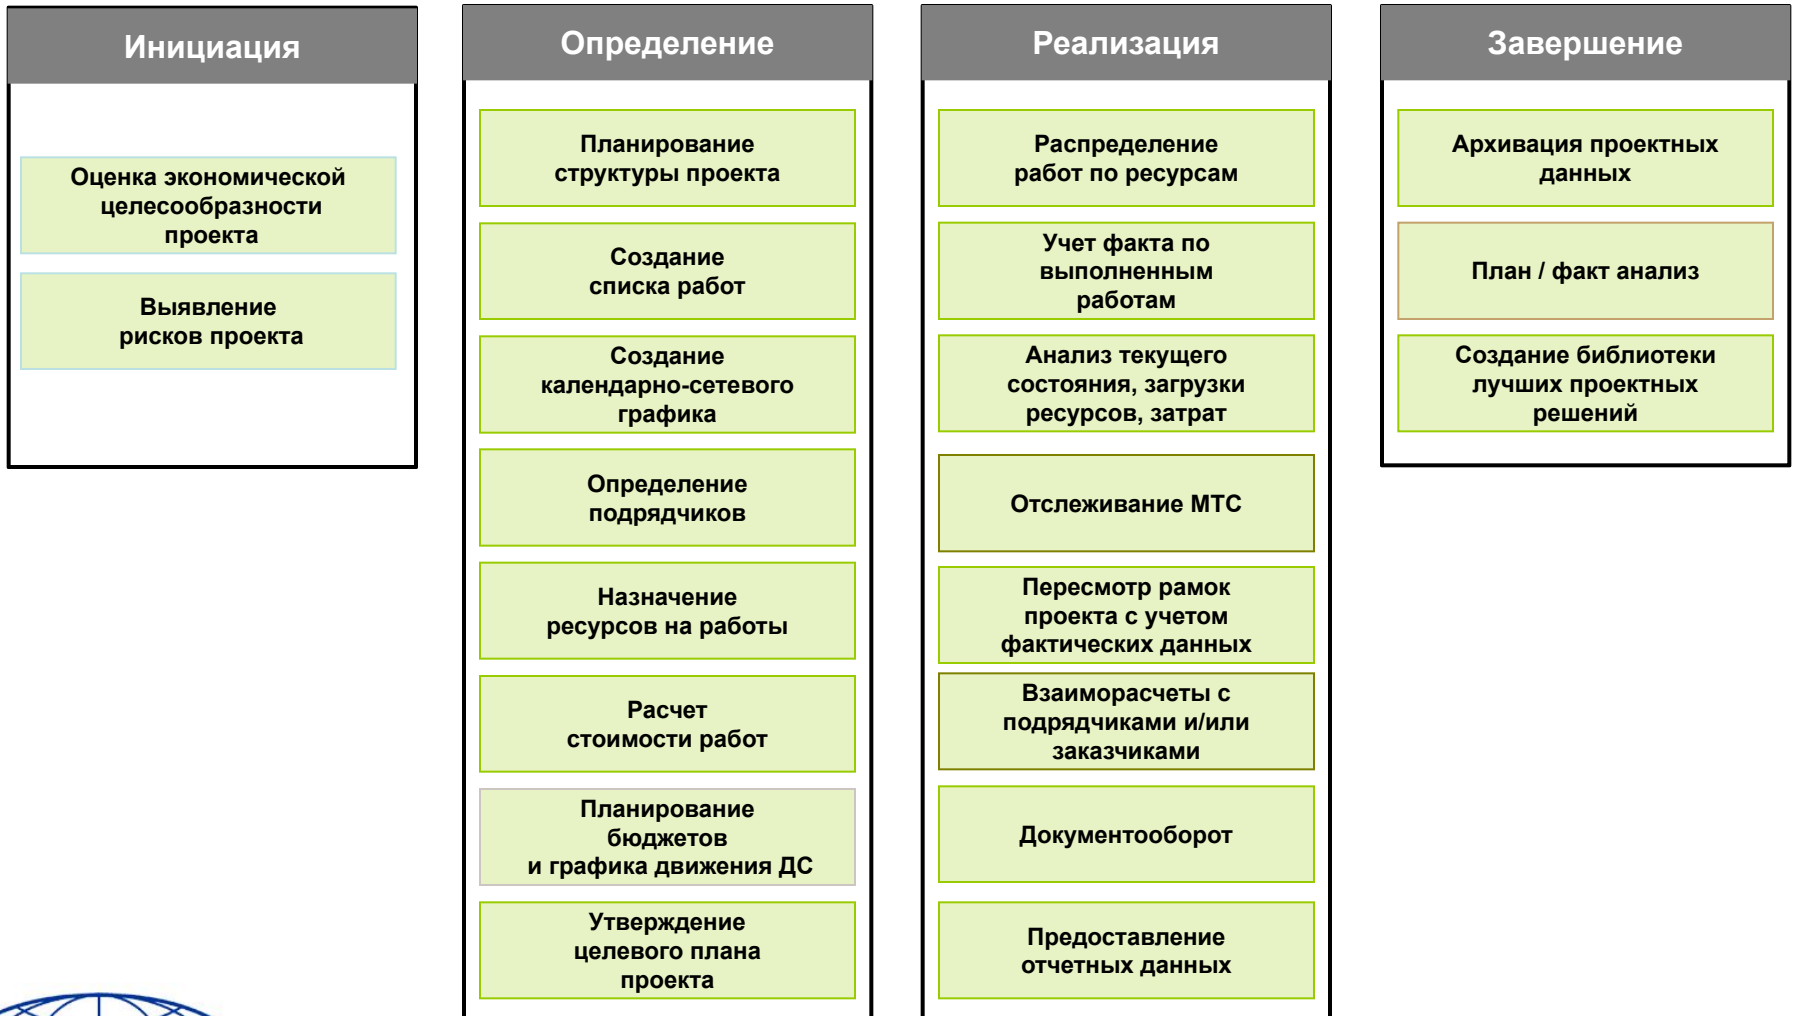 Инициация
Оценка экономической
целесообразности
проекта
Выявление
рисков проекта
Определение
Планирование
структуры проекта
Создание
списка работ
Создание
календарно-сетевого
графика
Определение
подрядчиков
Назначение
ресурсов на работы
Расчет
стоимости работ
Планирование
бюджетов
и графика движения ДС
Утверждение
целевого плана
проекта
Реализация
Распределение
работ по ресурсам
Учет факта по
выполненным
работам
Анализ текущего
состояния, загрузки
ресурсов, затрат
Отслеживание МТС
Пересмотр рамок
проекта с учетом
фактических данных
Взаиморасчеты с
подрядчиками и/или
заказчиками
Документооборот
Предоставление
отчетных данных
Завершение
Архивация проектных
данных
План / факт анализ
Создание библиотеки
лучших проектных
решений